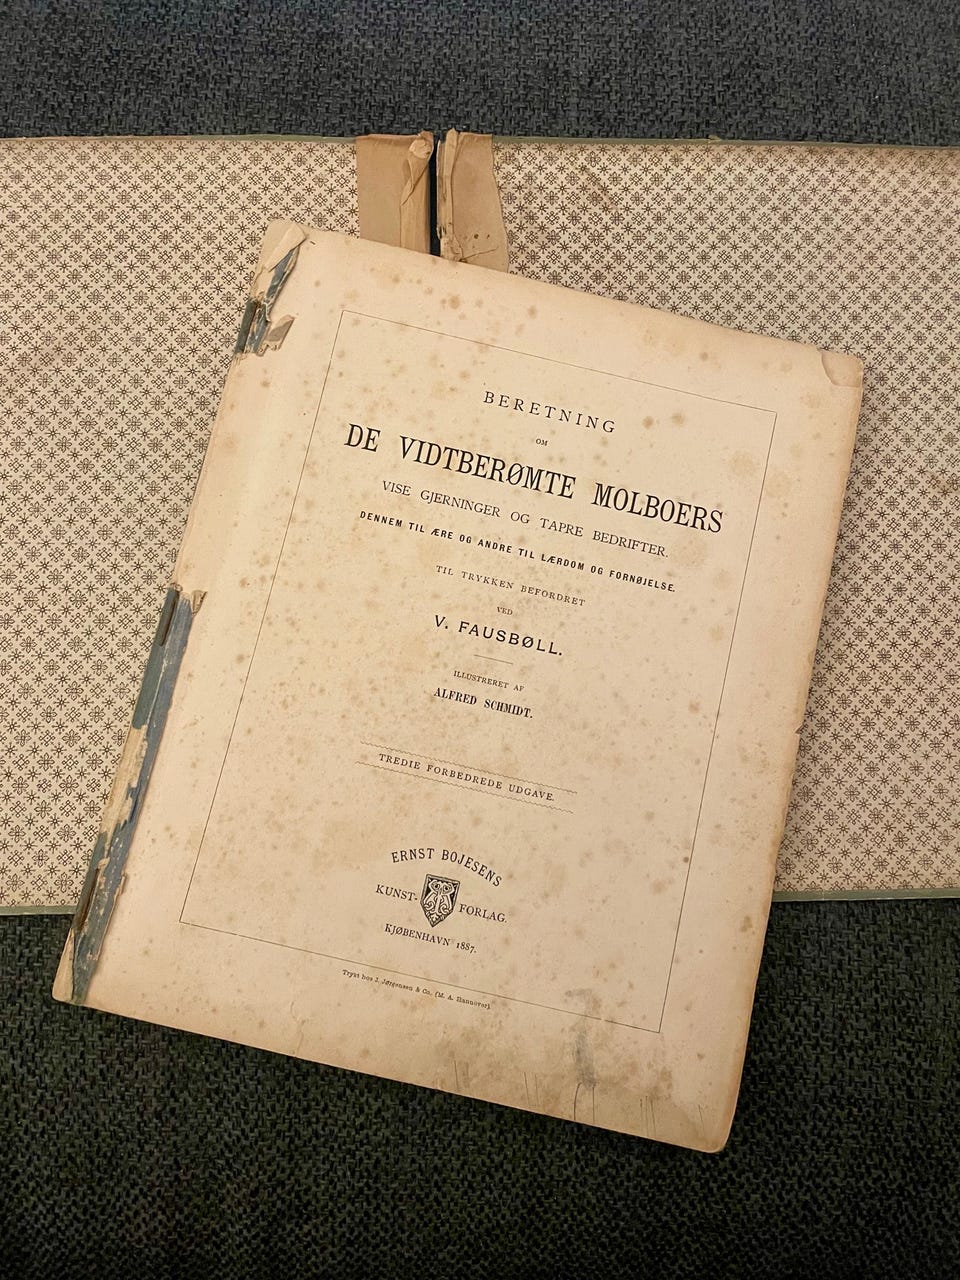 BERETNING
OM
DE VIDTBERØMTE MOLBOERS
VISE GJERNINGER OG TAPRE BEDRIFTER.
DENNEM TIL ÆRE OG ANDRE TIL LÆRDOM OG FORNØJELSE.
TIL TRYKKEN BEFORDRET
VED
V. FAUSBØLL.
ILLUSTRERET AF
ALFRED SCHMIDT.
TREDIE FORBEDREDE UDGAVE.
ERNST BOJESENS
KUNST- FORLAG.
KJØBENHAVN 1887.
Trykt hos J. Jørgensen & Co. (M. A. Hannover).